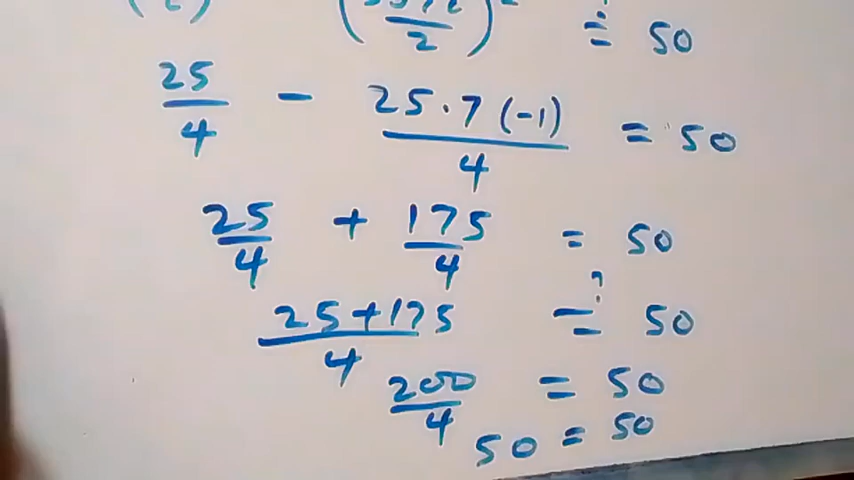 = 50
25/4 - 25·7(-1)/4 = 50
25/4 + 175/4 = 50
25+175/4 ≟ 50
200/4 = 50
50 = 50